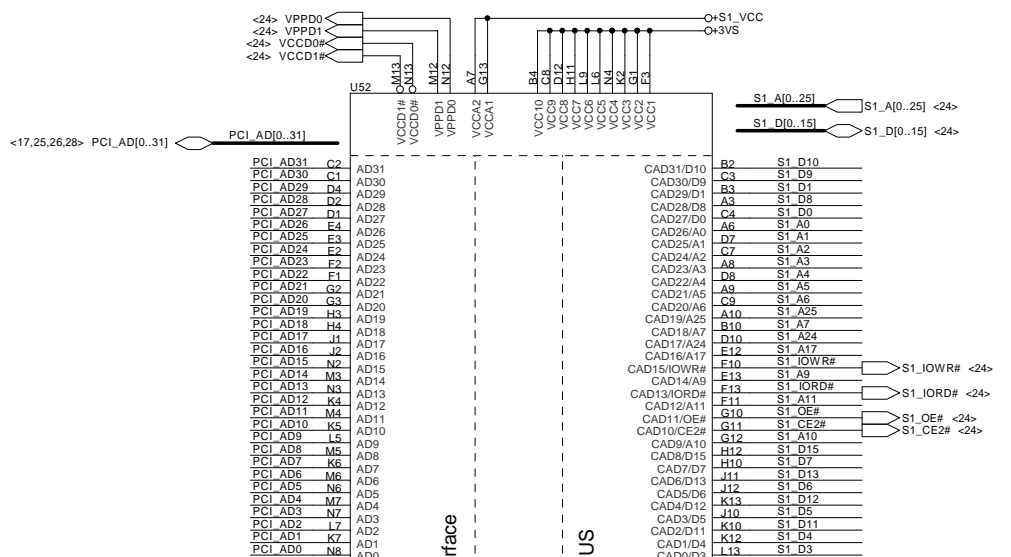 <24> VPPD0
<24> VPPD1
<24> VCCD0#
<24> VCCD1#
+S1_VCC
+3VS
M13 N13 M12 N12 A7 G13 B4 C8 D12 H11 L9 L6 N4 K2 G1 F3
U52
VCCD1# VCCD0# VPPD1 VPPD0 VCCA2 VCCA1 VCC10 VCC9 VCC8 VCC7 VCC6 VCC5 VCC4 VCC3 VCC2 VCC1
S1_A[0..25] S1_A[0..25] <24>
S1_D[0..15] S1_D[0..15] <24>
<17,25,26,28> PCI_AD[0..31] PCI_AD[0..31]
PCI_AD31 C2 AD31 CAD31/D10 B2 S1_D10
PCI_AD30 C1 AD30 CAD30/D9 C3 S1_D9
PCI_AD29 D4 AD29 CAD29/D1 B3 S1_D1
PCI_AD28 D2 AD28 CAD28/D8 A3 S1_D8
PCI_AD27 D1 AD27 CAD27/D0 C4 S1_D0
PCI_AD26 E4 AD26 CAD26/A0 A6 S1_A0
PCI_AD25 E3 AD25 CAD25/A1 D7 S1_A1
PCI_AD24 E2 AD24 CAD24/A2 C7 S1_A2
PCI_AD23 F2 AD23 CAD23/A3 A8 S1_A3
PCI_AD22 F1 AD22 CAD22/A4 D8 S1_A4
PCI_AD21 G2 AD21 CAD21/A5 A9 S1_A5
PCI_AD20 G3 AD20 CAD20/A6 C9 S1_A6
PCI_AD19 H3 AD19 CAD19/A25 A10 S1_A25
PCI_AD18 H4 AD18 CAD18/A7 B10 S1_A7
PCI_AD17 J1 AD17 CAD17/A24 D10 S1_A24
PCI_AD16 J2 AD16 CAD16/A17 E12 S1_A17
PCI_AD15 N2 AD15 CAD15/IOWR# F10 S1_IOWR# S1_IOWR# <24>
PCI_AD14 M3 AD14 CAD14/A9 E13 S1_A9
PCI_AD13 N3 AD13 CAD13/IORD# F13 S1_IORD# S1_IORD# <24>
PCI_AD12 K4 AD12 CAD12/A11 F11 S1_A11
PCI_AD11 M4 AD11 CAD11/OE# G10 S1_OE# S1_OE# <24>
PCI_AD10 K5 AD10 CAD10/CE2# G11 S1_CE2# S1_CE2# <24>
PCI_AD9 L5 AD9 CAD9/A10 G12 S1_A10
PCI_AD8 M5 AD8 CAD8/D15 H12 S1_D15
PCI_AD7 K6 AD7 CAD7/D7 H10 S1_D7
PCI_AD6 M6 AD6 CAD6/D13 J11 S1_D13
PCI_AD5 N6 AD5 CAD5/D6 J12 S1_D6
PCI_AD4 M7 AD4 CAD4/D12 K13 S1_D12
PCI_AD3 N7 AD3 CAD3/D5 J10 S1_D5
PCI_AD2 L7 AD2 CAD2/D11 K10 S1_D11
PCI_AD1 K7 AD1 CAD1/D4 K12 S1_D4
PCI_AD0 N8 AD0 CAD0/D3 L13 S1_D3
rface
US